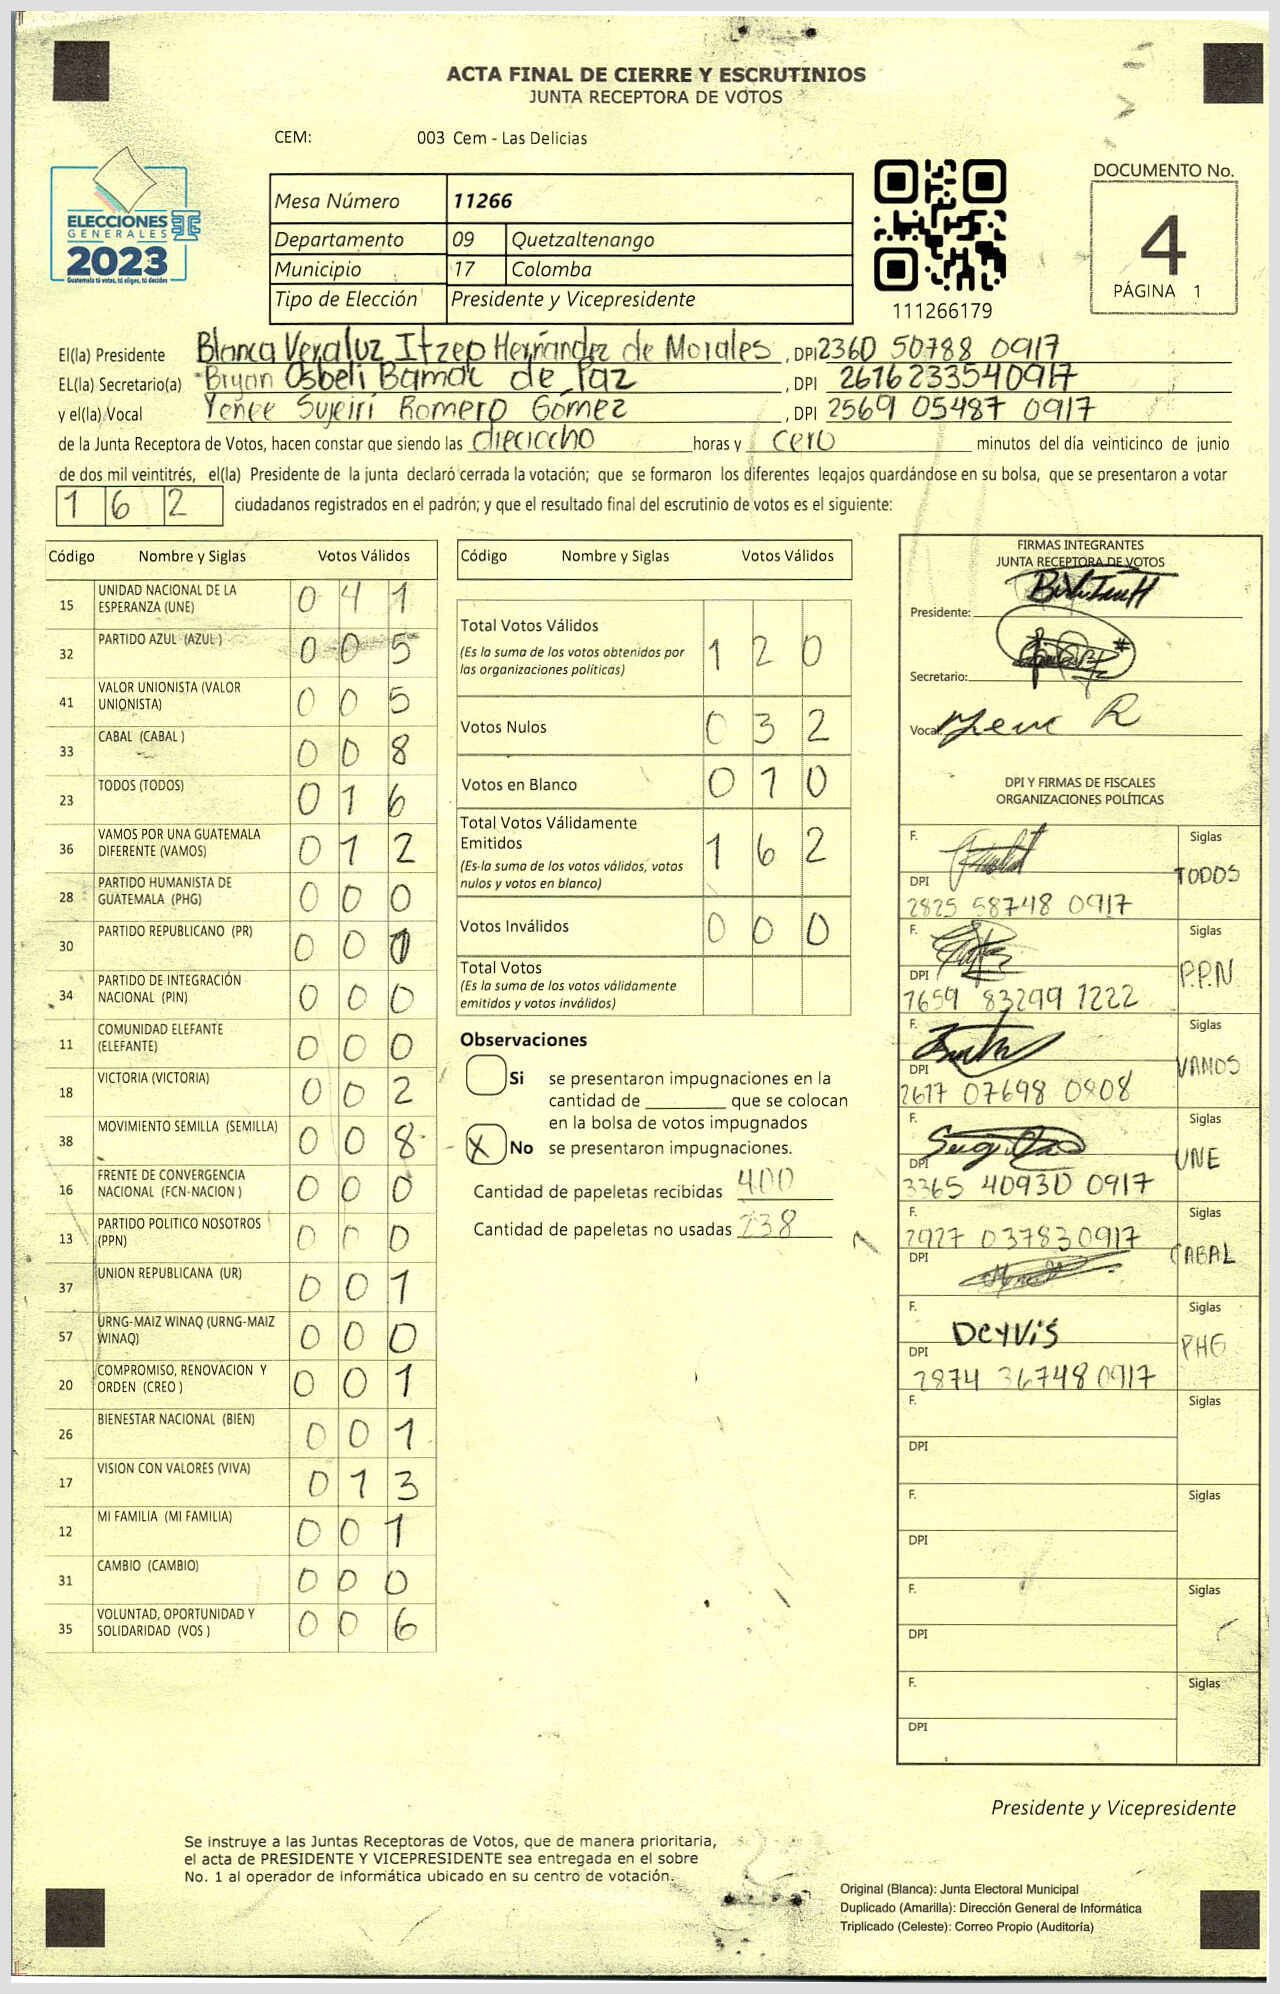 ACTA FINAL DE CIERRE Y ESCRUTINIOS
JUNTA RECEPTORA DE VOTOS
CEM: 003 Cem - Las Delicias
ELECCIONES
GENERALES
2023
Guatemala tú votas, tú eliges, tú decides
Mesa Número 11266
Departamento 09 Quetzaltenango
Municipio 17 Colomba
Tipo de Elección Presidente y Vicepresidente
111266179
DOCUMENTO No.
4
PÁGINA 1
El(la) Presidente Blanca Veraluz Itzep Hernández de Morales, DPI 2360 50788 0917
EL(la) Secretario(a) Bryan Osbeli Bamac de Paz, DPI 2616233540917
y el(la) Vocal Yenee Sujeiri Romero Gómez, DPI 2569 05487 0917
de la Junta Receptora de Votos, hacen constar que siendo las dieciocho horas y cero minutos del día veinticinco de junio
de dos mil veintitrés, el(la) Presidente de la junta declaró cerrada la votación; que se formaron los diferentes legajos guardándose en su bolsa, que se presentaron a votar
162 ciudadanos registrados en el padrón; y que el resultado final del escrutinio de votos es el siguiente:
Código Nombre y Siglas Votos Válidos
15 UNIDAD NACIONAL DE LA ESPERANZA (UNE) 0 4 1
32 PARTIDO AZUL (AZUL ) 0 0 5
41 VALOR UNIONISTA (VALOR UNIONISTA) 0 0 5
33 CABAL (CABAL ) 0 0 8
23 TODOS (TODOS) 0 1 6
36 VAMOS POR UNA GUATEMALA DIFERENTE (VAMOS) 0 1 2
28 PARTIDO HUMANISTA DE GUATEMALA (PHG) 0 0 0
30 PARTIDO REPUBLICANO (PR) 0 0
34 PARTIDO DE INTEGRACIÓN NACIONAL (PIN) 0 0 0
11 COMUNIDAD ELEFANTE (ELEFANTE) 0 0 0
18 VICTORIA (VICTORIA) 0 0 2
38 MOVIMIENTO SEMILLA (SEMILLA) 0 0 8
16 FRENTE DE CONVERGENCIA NACIONAL (FCN-NACION ) 0 0 0
13 PARTIDO POLITICO NOSOTROS (PPN) 0 0 0
37 UNION REPUBLICANA (UR) 0 0 1
57 URNG-MAIZ WINAQ (URNG-MAIZ WINAQ) 0 0 0
20 COMPROMISO, RENOVACION Y ORDEN (CREO ) 0 0 1
26 BIENESTAR NACIONAL (BIEN) 0 0 1
17 VISION CON VALORES (VIVA) 0 1 3
12 MI FAMILIA (MI FAMILIA) 0 0 1
31 CAMBIO (CAMBIO) 0 0 0
35 VOLUNTAD, OPORTUNIDAD Y SOLIDARIDAD (VOS ) 0 0 6
Código Nombre y Siglas Votos Válidos
Total Votos Válidos 1 2 0
(Es la suma de los votos obtenidos por
las organizaciones políticas)
Votos Nulos 0 3 2
Votos en Blanco 0 1 0
Total Votos Válidamente
Emitidos 1 6 2
(Es la suma de los votos válidos, votos
nulos y votos en blanco)
Votos Inválidos 0 0 0
Total Votos
(Es la suma de los votos válidamente
emitidos y votos inválidos)
Observaciones
Si se presentaron impugnaciones en la
cantidad de ________ que se colocan
en la bolsa de votos impugnados
X No se presentaron impugnaciones.
Cantidad de papeletas recibidas 400
Cantidad de papeletas no usadas 238
FIRMAS INTEGRANTES
JUNTA RECEPTORA DE VOTOS
Presidente:
Secretario:
Vocal:
DPI Y FIRMAS DE FISCALES
ORGANIZACIONES POLÍTICAS
F. Siglas
DPI TODOS
2825 58748 0917
F. Siglas
DPI P.P.N
1659 83299 1222
F. Siglas
DPI VAMOS
2617 07698 0808
F. Siglas
DPI UNE
3365 40930 0917
F. Siglas
2927 037830917
DPI CABAL
F. Siglas
Deyvis
DPI PHG
2874 36748 0917
F. Siglas
DPI
F. Siglas
DPI
F. Siglas
DPI
F. Siglas
DPI
Presidente y Vicepresidente
Se instruye a las Juntas Receptoras de Votos, que de manera prioritaria,
el acta de PRESIDENTE Y VICEPRESIDENTE sea entregada en el sobre
No. 1 al operador de informática ubicado en su centro de votación.
Original (Blanca): Junta Electoral Municipal
Duplicado (Amarilla): Dirección General de Informática
Triplicado (Celeste): Correo Propio (Auditoría)